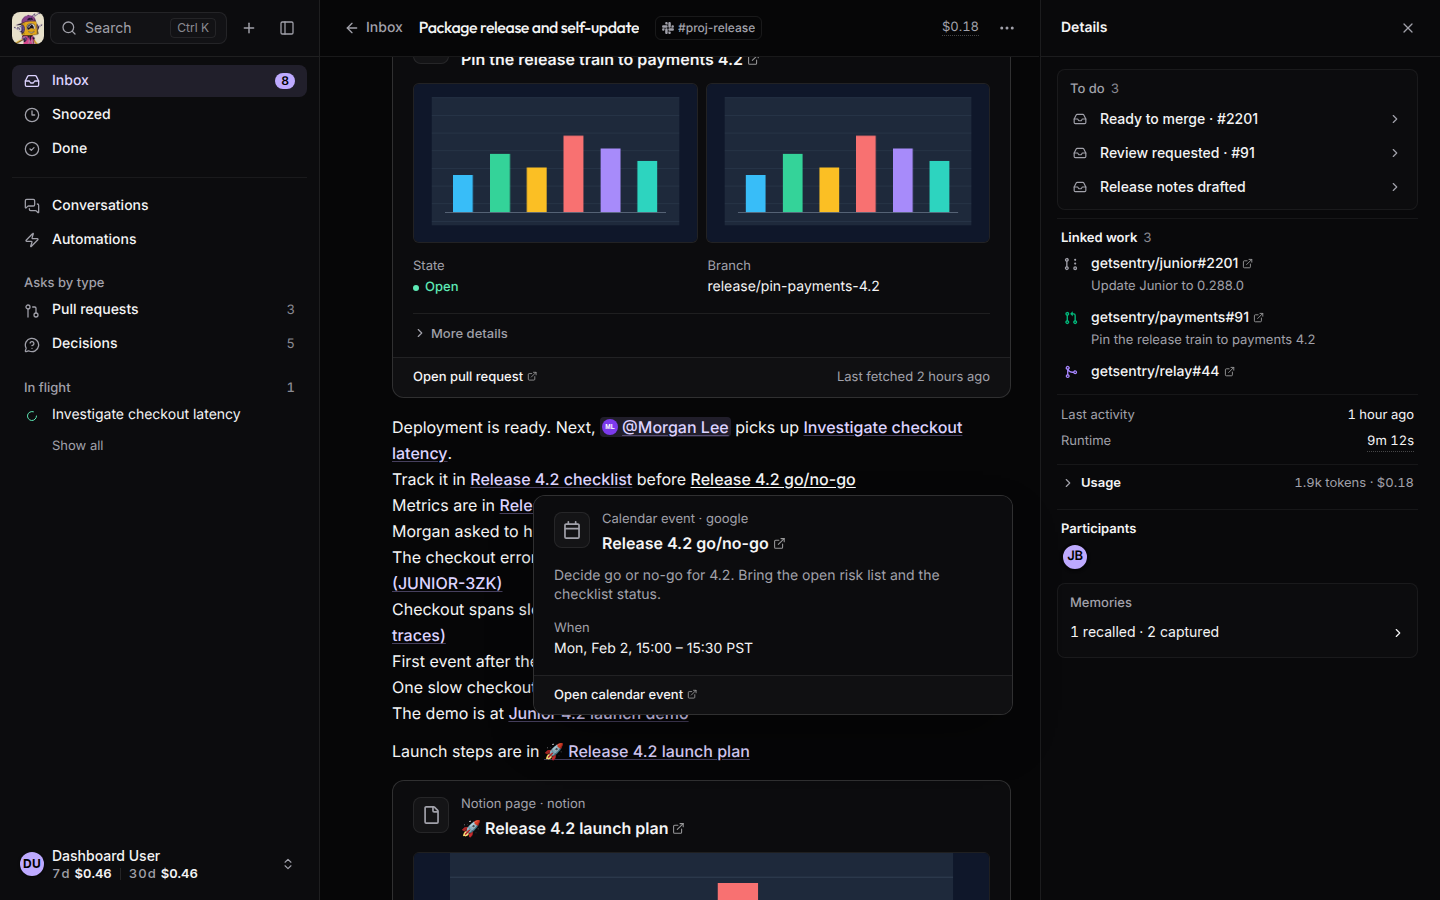 Search
Ctrl K
Inbox
8
Snoozed
Done
Conversations
Automations
Asks by type
Pull requests
3
Decisions
5
In flight
1
Investigate checkout latency
Show all
DU
Dashboard User
7d $0.46
30d $0.46
Inbox
Package release and self-update
#proj-release
$0.18
Pin the release train to payments 4.2
State
Branch
Open
release/pin-payments-4.2
More details
Open pull request
Last fetched 2 hours ago
Deployment is ready. Next, ML @Morgan Lee picks up Investigate checkout
latency.
Track it in Release 4.2 checklist before Release 4.2 go/no-go
Metrics are in Rele
Morgan asked to h
The checkout error
(JUNIOR-3ZK)
Checkout spans slo
traces)
First event after the
One slow checkout
The demo is at Junior 4.2 launch demo
Calendar event · google
Release 4.2 go/no-go
Decide go or no-go for 4.2. Bring the open risk list and the
checklist status.
When
Mon, Feb 2, 15:00 – 15:30 PST
Open calendar event
Launch steps are in 🚀 Release 4.2 launch plan
Notion page · notion
🚀 Release 4.2 launch plan
Details
To do 3
Ready to merge · #2201
Review requested · #91
Release notes drafted
Linked work 3
getsentry/junior#2201
Update Junior to 0.288.0
getsentry/payments#91
Pin the release train to payments 4.2
getsentry/relay#44
Last activity
1 hour ago
Runtime
9m 12s
Usage
1.9k tokens · $0.18
Participants
JB
Memories
1 recalled · 2 captured